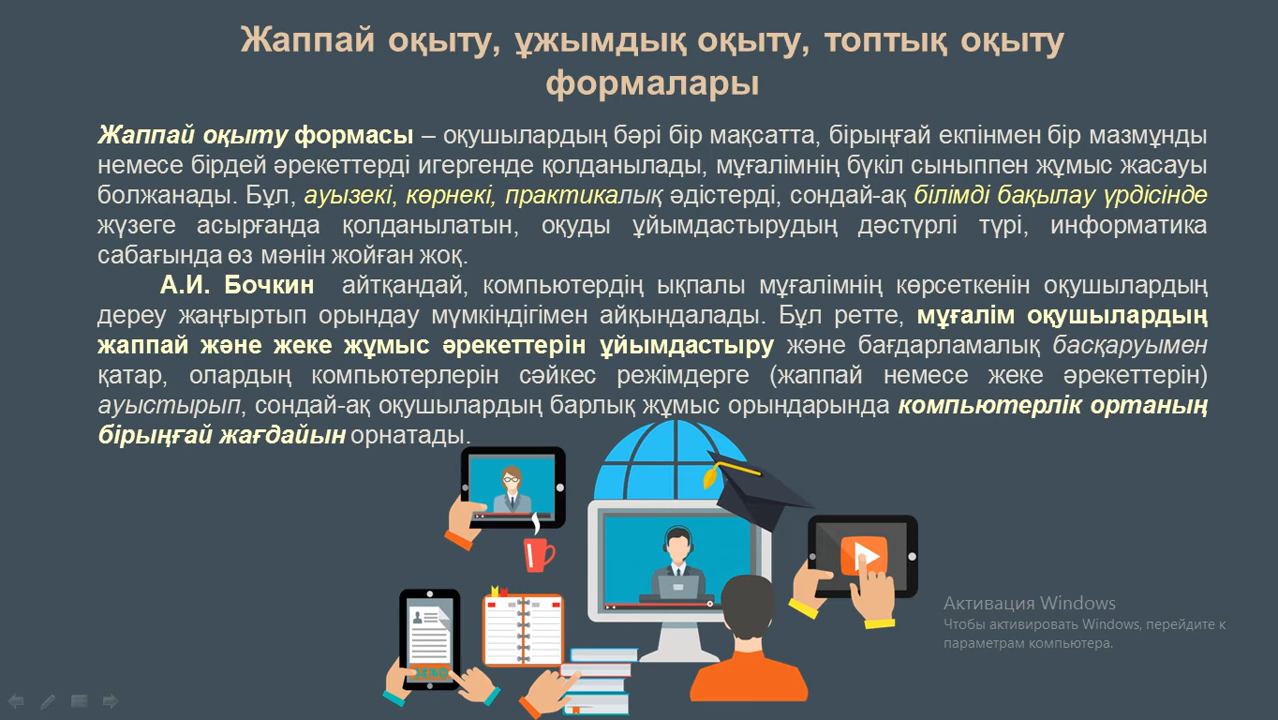 Жаппай оқыту, ұжымдық оқыту, топтық оқыту
формалары
Жаппай оқыту формасы – оқушылардың бәрі бір мақсатта, бірыңғай екпінмен бір мазмұнды
немесе бірдей әрекеттерді игергенде қолданылады, мұғалімнің бүкіл сыныппен жұмыс жасауы
болжанады. Бұл, ауызекі, көрнекі, практикалық әдістерді, сондай-ақ білімді бақылау үрдісінде
жүзеге асырғанда қолданылатын, оқуды ұйымдастырудың дәстүрлі түрі, информатика
сабағында өз мәнін жойған жоқ.
А.И. Бочкин айтқандай, компьютердің ықпалы мұғалімнің көрсеткенін оқушылардың
дереу жаңғыртып орындау мүмкіндігімен айқындалады. Бұл ретте, мұғалім оқушылардың
жаппай және жеке жұмыс әрекеттерін ұйымдастыру және бағдарламалық басқаруымен
қатар, олардың компьютерлерін сәйкес режімдерге (жаппай немесе жеке әрекеттерін)
ауыстырып, сондай-ақ оқушылардың барлық жұмыс орындарында компьютерлік ортаның
бірыңғай жағдайын орнатады.
Активация Windows
Чтобы активировать Windows, перейдите к
параметрам компьютера.
SEND